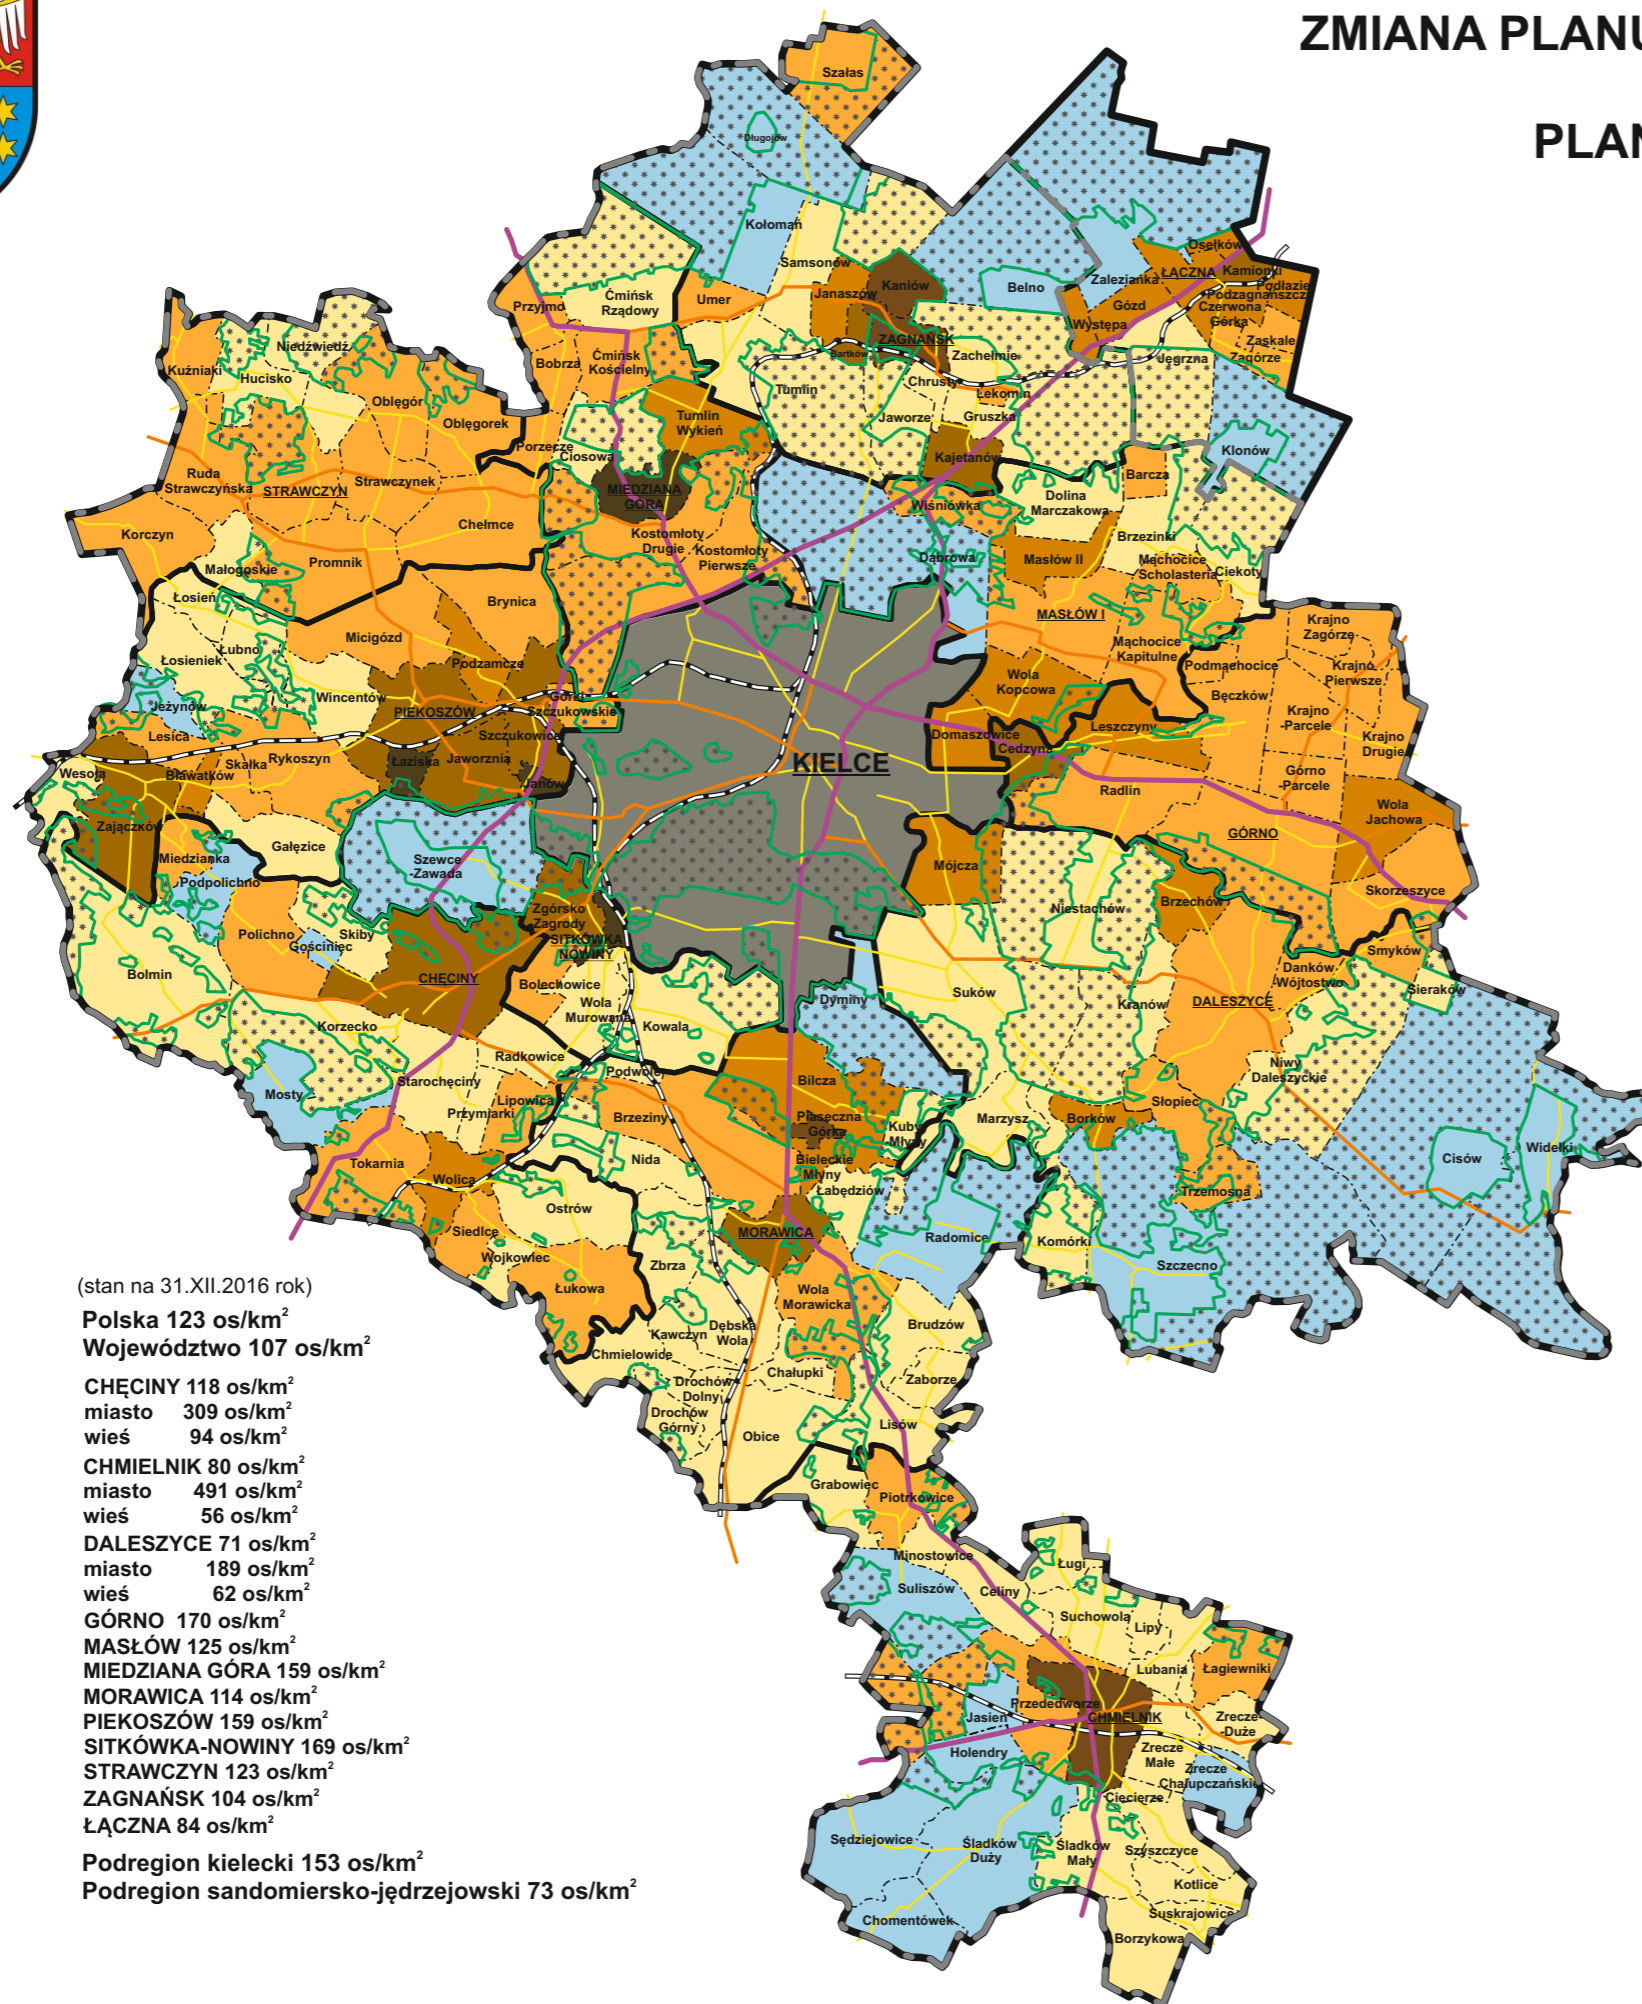 ZMIANA PLANU
PLAN
Szałas
Długojów
Kołomań
Samsonów
Osełków
Zalezianka
ŁĄCZNA
Kamionki
Podłazie
Podzagnańszcz
Belno
Kaniów
Janaszów
Umer
Ćmińsk
Rządowy
Przyjmo
Gózd
Czerwona
Górka
Występa
Zaskale
Zagórze
Jęgrzna
ZAGNAŃSK
Bartków
Zachełmie
Niedźwiedź
Kuźniaki
Hucisko
Bobrza
Ćmińsk
Kościelny
Tumlin
Chrusty
Łekomin
Oblęgór
Oblęgorek
Tumlin
Wykień
Jaworze
Gruszka
Porzecze
Ciosowa
Kajetanów
Klonów
Ruda
Strawczyńska
STRAWCZYN
Strawczynek
MIEDZIANA
GÓRA
Barcza
Dolina
Marczakowa
Wiśniówka
Korczyn
Chełmce
Kostomłoty
Drugie
Kostomłoty
Pierwsze
Brzezinki
Dąbrowa
Masłów II
Mąchocice
Scholasteria
Ciekoty
Małogoskie
Promnik
Łosień
Brynica
MASŁÓW I
Krajno
Zagórze
Micigózd
Łubno
Łosieniek
Podzamcze
Mąchocice
Kapitulne
Podmąchocice
Krajno
Pierwsze
Bęczków
Wola
Kopcowa
Wincentów
Jeżynów
PIEKOSZÓW
Górki
Szczukowskie
Krajno
-Parcele
Lesica
Szczukowice
Domaszowice
Cedzyna
Leszczyny
Krajno
Drugie
Wesoła
Bławatków
Skałka
Rykoszyn
Łaziska
Jaworznia
Janów
KIELCE
Górno
-Parcele
Radlin
Wola
Jachowa
Zajączków
GÓRNO
Miedzianka
Gałęzice
Szewce
-Zawada
Mójcza
Podpolichno
Skorzeszyce
Zgórsko
Zagrody
Niestachów
Brzechów
Polichno
Gościniec
Skiby
SITKÓWKA
NOWINY
Smyków
Bolmin
CHĘCINY
Bolechowice
Danków
-Wójtostwo
Sieraków
Wola
Murowana
Dyminy
Suków
Kranów
DALESZYCE
Korzecko
Kowala
Radkowice
Niwy
Daleszyckie
Starochęciny
Podwole
Bilcza
Mosty
Lipowica
Słopiec
Przymiarki
Brzeziny
Piaseczna
Górka
Kuby
-Młyny
Marzysz
Borków
Widełki
Tokarnia
Nida
Bieleckie
Młyny
Cisów
Wolica
Łabędziów
Trzemosna
Ostrów
Siedlce
MORAWICA
Radomice
Komórki
Wojkowiec
Zbrza
Szczecno
Łukowa
Wola
Morawicka
Dębska
Wola
Kawczyn
Brudzów
Chmielowice
Chałupki
Drochów
Dolny
Zaborze
Drochów
Górny
Obice
Lisów
Grabowiec
Piotrkowice
Minostowice
Ługi
Suliszów
Celiny
Suchowola
Lipy
Lubania
Łagiewniki
Przededworze
Jasień
CHMIELNIK
Zrecze
-Duże
Holendry
Zrecze
Małe
Zrecze
Chałupczańskie
Ciecierze
Sędziejowice
Śladków
Duży
Śladków
Mały
Szyszczyce
Kotlice
Chomentówek
Suskrajowice
Borzykowa
(stan na 31.XII.2016 rok)
Polska 123 os/km²
Województwo 107 os/km²
CHĘCINY 118 os/km²
miasto 309 os/km²
wieś 94 os/km²
CHMIELNIK 80 os/km²
miasto 491 os/km²
wieś 56 os/km²
DALESZYCE 71 os/km²
miasto 189 os/km²
wieś 62 os/km²
GÓRNO 170 os/km²
MASŁÓW 125 os/km²
MIEDZIANA GÓRA 159 os/km²
MORAWICA 114 os/km²
PIEKOSZÓW 159 os/km²
SITKÓWKA-NOWINY 169 os/km²
STRAWCZYN 123 os/km²
ZAGNAŃSK 104 os/km²
ŁĄCZNA 84 os/km²
Podregion kielecki 153 os/km²
Podregion sandomiersko-jędrzejowski 73 os/km²